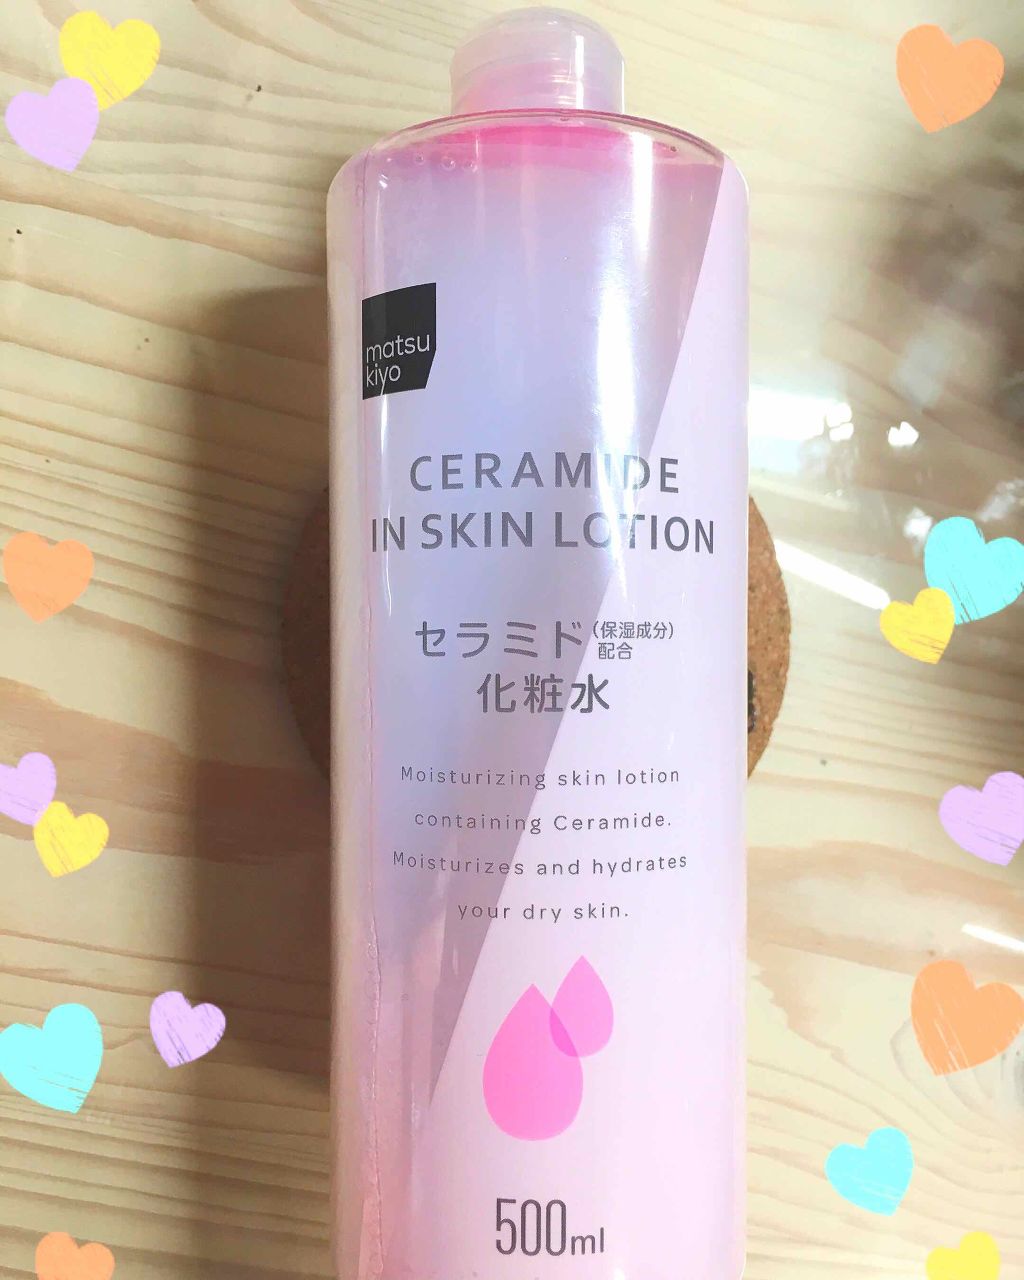 matsu
kiyo
CERAMIDE
IN SKIN LOTION
セラミド(保湿成分)
配合
化粧水
Moisturizing skin lotion
containing Ceramide.
Moisturizes and hydrates
your dry skin.
500ml